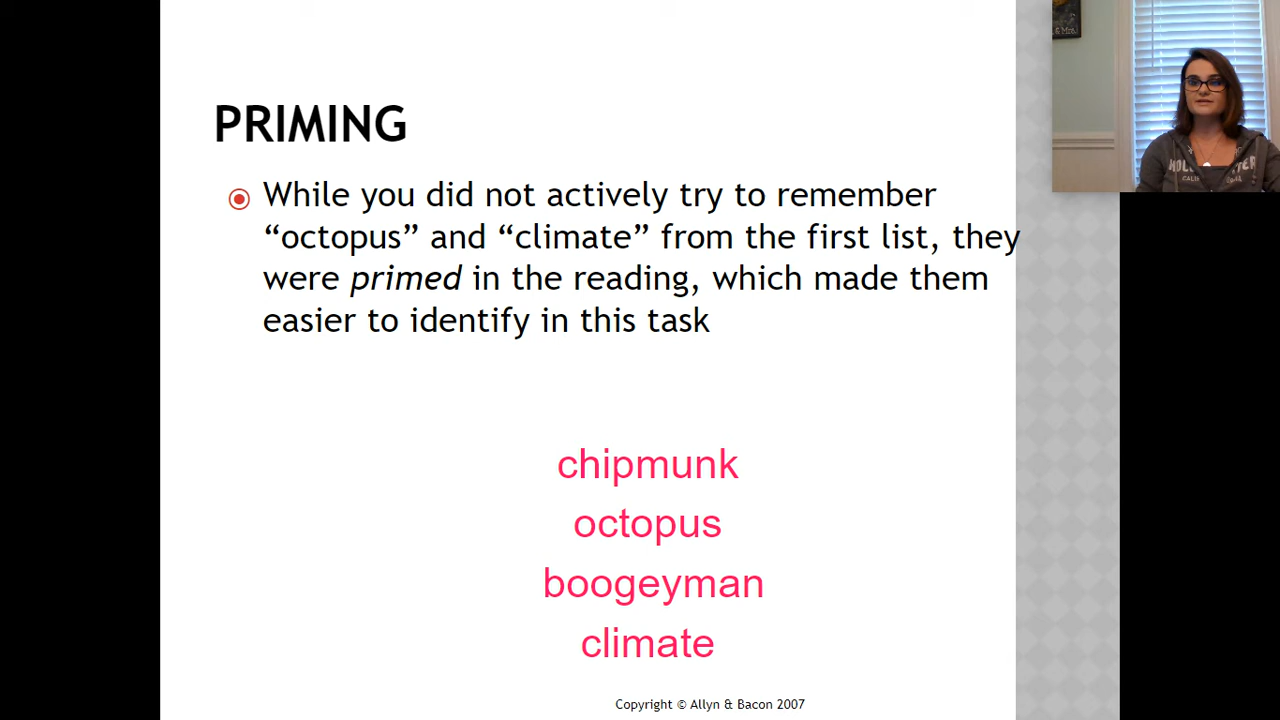 PRIMING
While you did not actively try to remember
“octopus” and “climate” from the first list, they
were primed in the reading, which made them
easier to identify in this task
chipmunk
octopus
boogeyman
climate
Copyright © Allyn & Bacon 2007